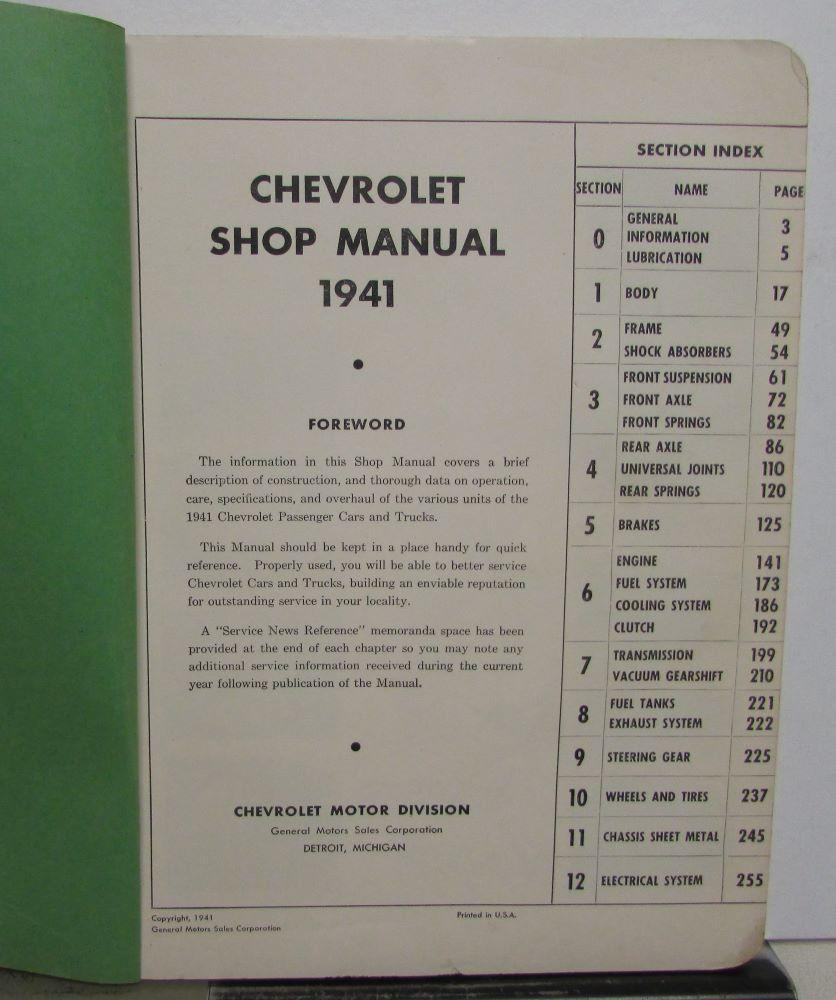 CHEVROLET
SHOP MANUAL
1941
FOREWORD
The information in this Shop Manual covers a brief
description of construction, and thorough data on operation,
care, specifications, and overhaul of the various units of the
1941 Chevrolet Passenger Cars and Trucks.
This Manual should be kept in a place handy for quick
reference. Properly used, you will be able to better service
Chevrolet Cars and Trucks, building an enviable reputation
for outstanding service in your locality.
A "Service News Reference" memoranda space has been
provided at the end of each chapter so you may note any
additional service information received during the current
year following publication of the Manual.
CHEVROLET MOTOR DIVISION
General Motors Sales Corporation
DETROIT, MICHIGAN
Copyright, 1941
General Motors Sales Corporation
Printed in U.S.A.
SECTION INDEX
SECTION NAME PAGE
0 GENERAL
INFORMATION 3
LUBRICATION 5
1 BODY 17
2 FRAME 49
SHOCK ABSORBERS 54
3 FRONT SUSPENSION 61
FRONT AXLE 72
FRONT SPRINGS 82
4 REAR AXLE 86
UNIVERSAL JOINTS 110
REAR SPRINGS 120
5 BRAKES 125
6 ENGINE 141
FUEL SYSTEM 173
COOLING SYSTEM 186
CLUTCH 192
7 TRANSMISSION 199
VACUUM GEARSHIFT 210
8 FUEL TANKS 221
EXHAUST SYSTEM 222
9 STEERING GEAR 225
10 WHEELS AND TIRES 237
11 CHASSIS SHEET METAL 245
12 ELECTRICAL SYSTEM 255